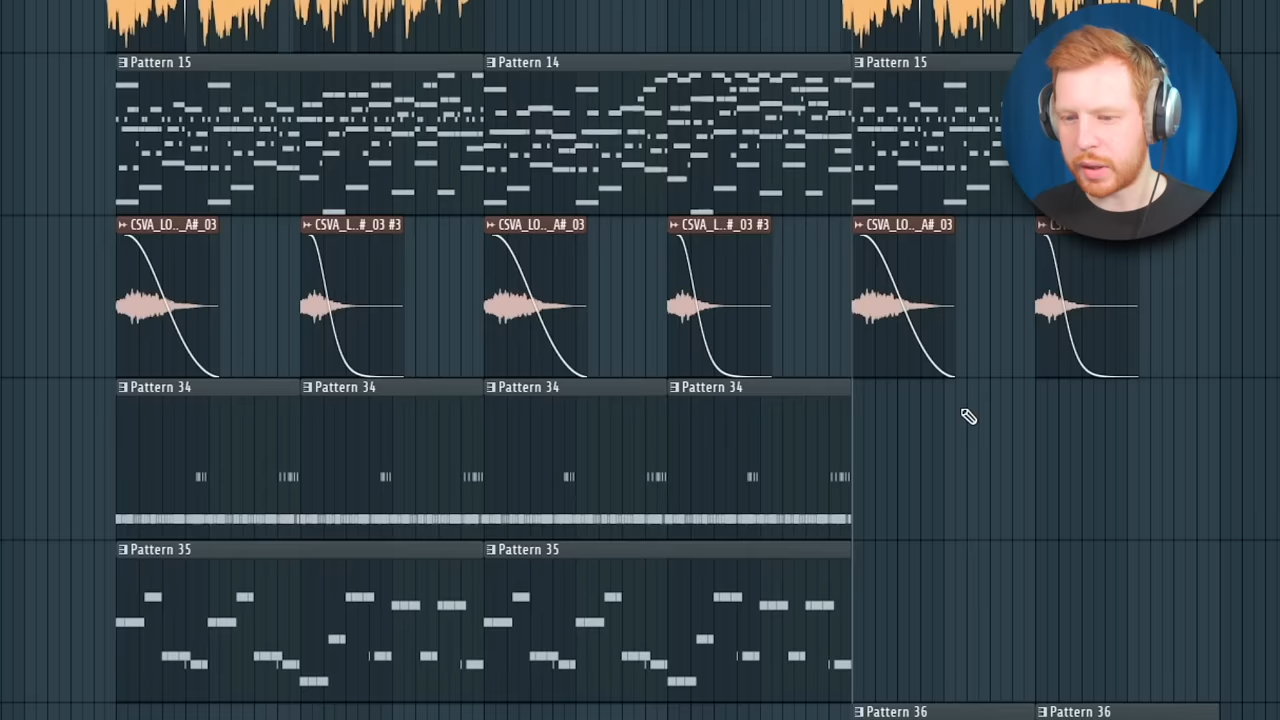 Pattern 15 Pattern 14 Pattern 15
CSVA_LO.._A#_03 CSVA_L..#_03 #3 CSVA_LO.._A#_03 CSVA_L..#_03 #3 CSVA_LO.._A#_03
Pattern 34 Pattern 34 Pattern 34 Pattern 34
Pattern 35 Pattern 35
Pattern 36 Pattern 36